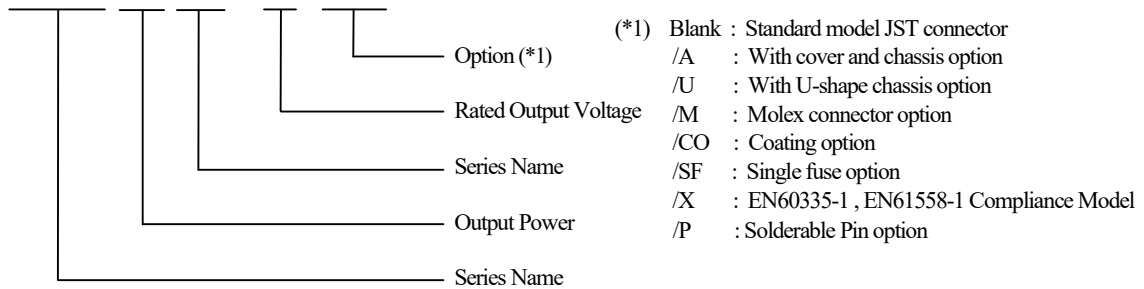 (*1) Blank : Standard model JST connector
Option (*1)
/A : With cover and chassis option
/U : With U-shape chassis option
Rated Output Voltage
/M : Molex connector option
/CO : Coating option
Series Name
/SF : Single fuse option
/X : EN60335-1 , EN61558-1 Compliance Model
Output Power
/P : Solderable Pin option
Series Name